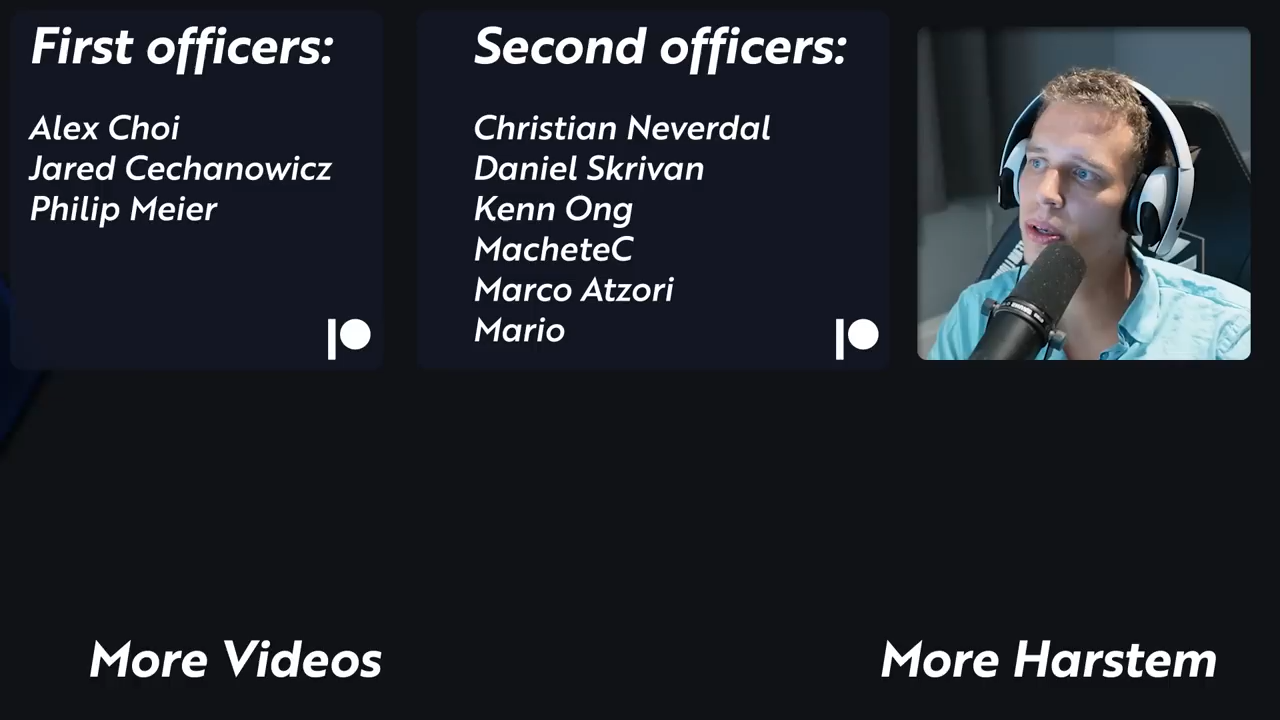 First officers:
Alex Choi
Jared Cechanowicz
Philip Meier
Second officers:
Christian Neverdal
Daniel Skrivan
Kenn Ong
MacheteC
Marco Atzori
Mario
More Videos
More Harstem